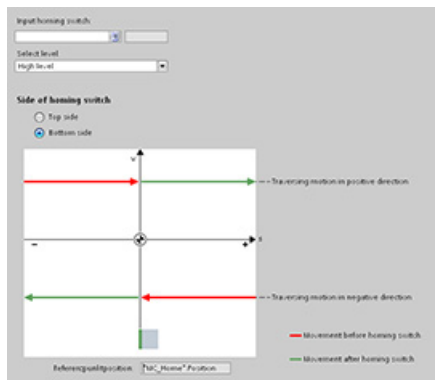 Input homing switch
Select level
High level
Side of homing switch
Top side
Bottom side
v
Traversing motion in positive direction
x
-
+
Traversing motion in negative direction
Movement before homing switch
Movement after homing switch
Referenzpunktposition
"MC_Home".Position